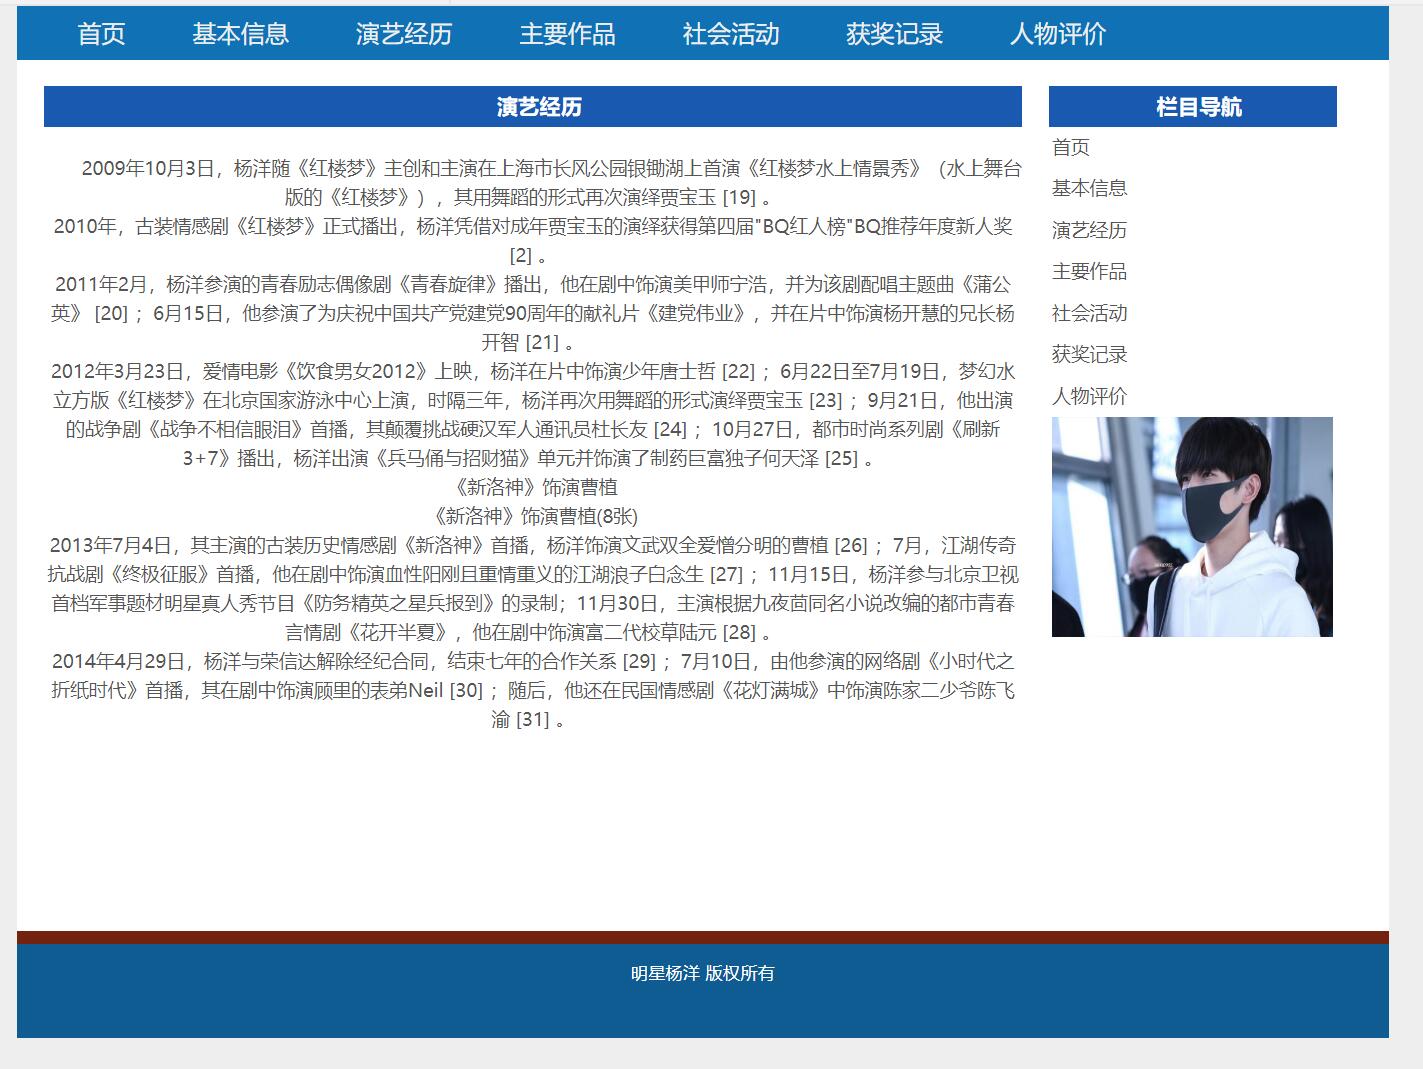 首页 基本信息 演艺经历 主要作品 社会活动 获奖记录 人物评价
演艺经历
2009年10月3日，杨洋随《红楼梦》主创和主演在上海市长风公园银锄湖上首演《红楼梦水上情景秀》（水上舞台
版的《红楼梦》），其用舞蹈的形式再次演绎贾宝玉 [19] 。
2010年，古装情感剧《红楼梦》正式播出，杨洋凭借对成年贾宝玉的演绎获得第四届"BQ红人榜"BQ推荐年度新人奖
[2] 。
2011年2月，杨洋参演的青春励志偶像剧《青春旋律》播出，他在剧中饰演美甲师宁浩，并为该剧配唱主题曲《蒲公
英》 [20] ；6月15日，他参演了为庆祝中国共产党建党90周年的献礼片《建党伟业》，并在片中饰演杨开慧的兄长杨
开智 [21] 。
2012年3月23日，爱情电影《饮食男女2012》上映，杨洋在片中饰演少年唐士哲 [22] ；6月22日至7月19日，梦幻水
立方版《红楼梦》在北京国家游泳中心上演，时隔三年，杨洋再次用舞蹈的形式演绎贾宝玉 [23] ；9月21日，他出演
的战争剧《战争不相信眼泪》首播，其颠覆挑战硬汉军人通讯员杜长友 [24] ；10月27日，都市时尚系列剧《刷新
3+7》播出，杨洋出演《兵马俑与招财猫》单元并饰演了制药巨富独子何天泽 [25] 。
《新洛神》饰演曹植
《新洛神》饰演曹植(8张)
2013年7月4日，其主演的古装历史情感剧《新洛神》首播，杨洋饰演文武双全爱憎分明的曹植 [26] ；7月，江湖传奇
抗战剧《终极征服》首播，他在剧中饰演血性阳刚且重情重义的江湖浪子白念生 [27] ；11月15日，杨洋参与北京卫视
首档军事题材明星真人秀节目《防务精英之星兵报到》的录制；11月30日，主演根据九夜茴同名小说改编的都市青春
言情剧《花开半夏》，他在剧中饰演富二代校草陆元 [28] 。
2014年4月29日，杨洋与荣信达解除经纪合同，结束七年的合作关系 [29] ；7月10日，由他参演的网络剧《小时代之
折纸时代》首播，其在剧中饰演顾里的表弟Neil [30] ；随后，他还在民国情感剧《花灯满城》中饰演陈家二少爷陈飞
渝 [31] 。
栏目导航
首页
基本信息
演艺经历
主要作品
社会活动
获奖记录
人物评价
明星杨洋 版权所有